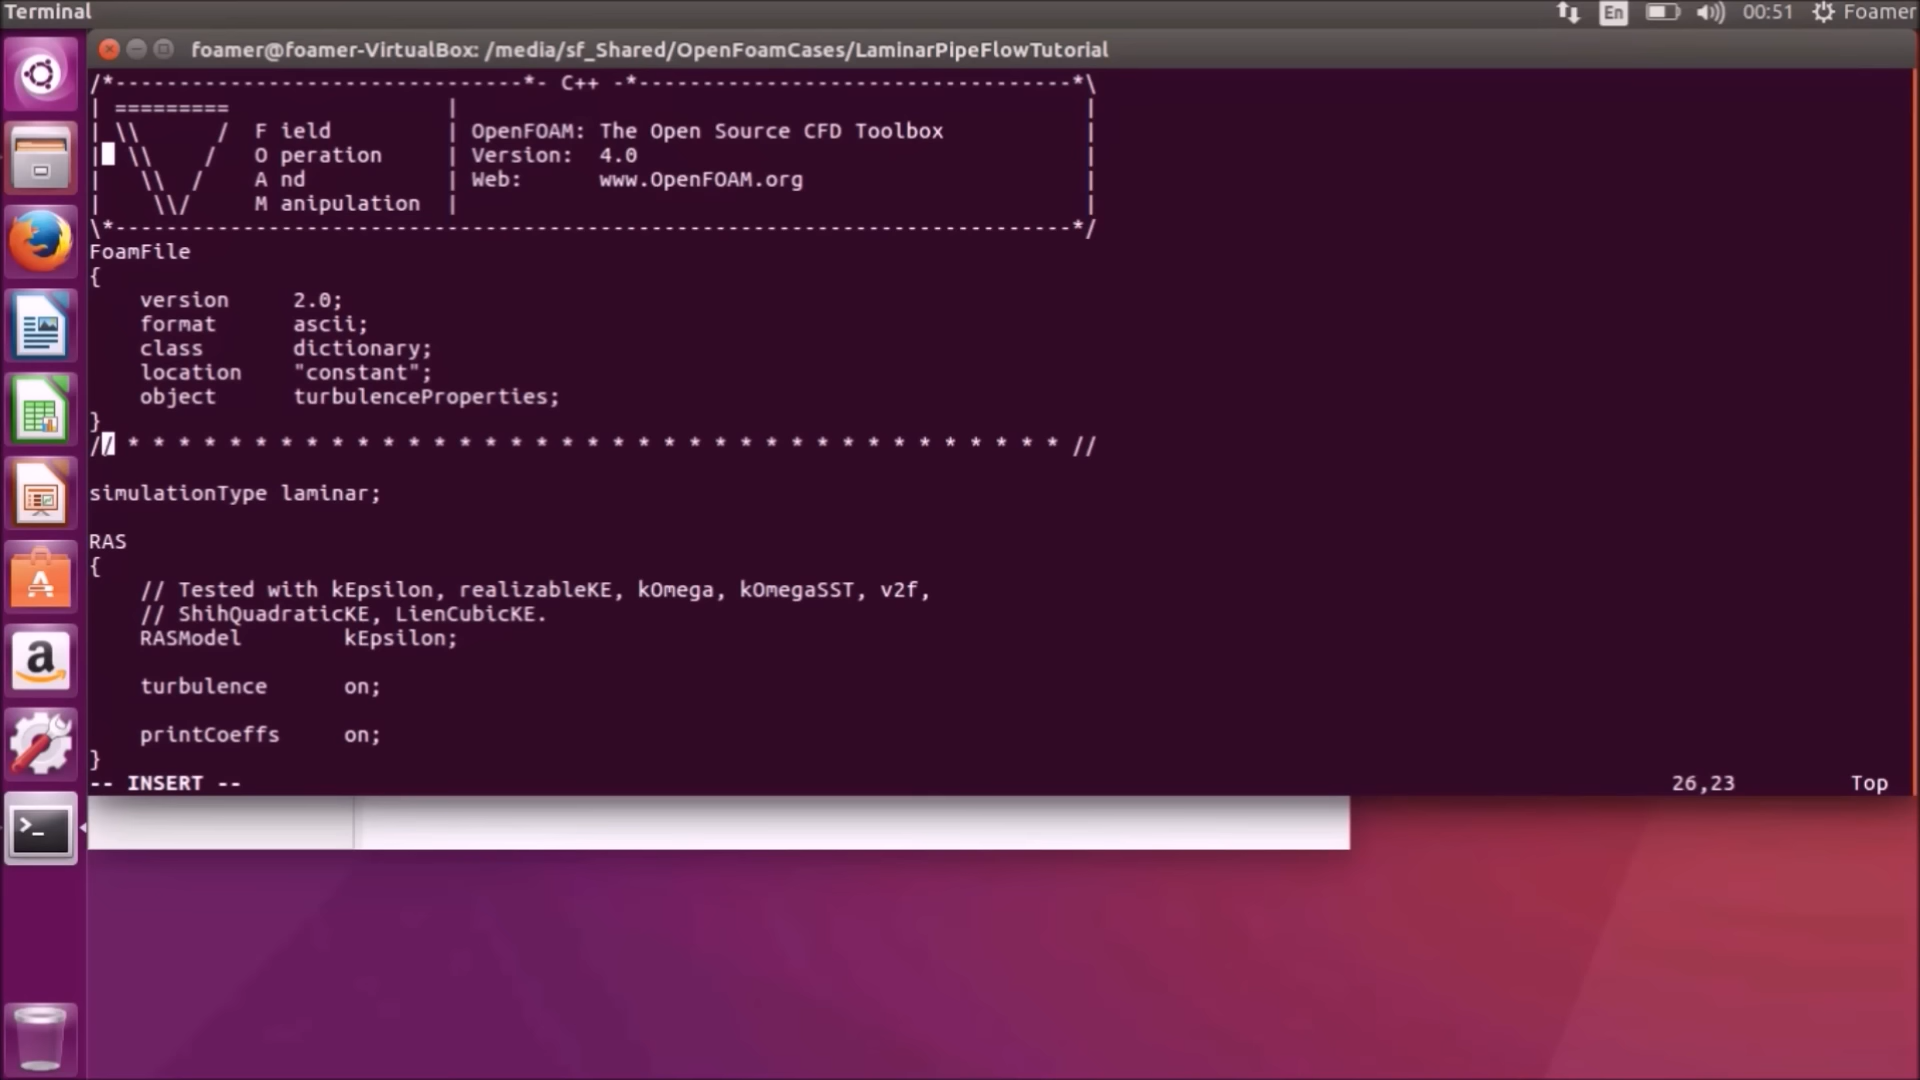 Terminal
En
00:51
Foamer
foamer@foamer-VirtualBox: /media/sf_Shared/OpenFoamCases/LaminarPipeFlowTutorial
/*--------------------------------*- C++ -*----------------------------------*\
| =========                 |                                                 |
| \\      /  F ield         | OpenFOAM: The Open Source CFD Toolbox           |
|  \\    /   O peration     | Version:  4.0                                   |
|   \\  /    A nd           | Web:      www.OpenFOAM.org                      |
|    \\/     M anipulation  |                                                 |
\*---------------------------------------------------------------------------*/
FoamFile
{
    version     2.0;
    format      ascii;
    class       dictionary;
    location    "constant";
    object      turbulenceProperties;
}
// * * * * * * * * * * * * * * * * * * * * * * * * * * * * * * * * * * * * * //
simulationType laminar;
RAS
{
    // Tested with kEpsilon, realizableKE, kOmega, kOmegaSST, v2f,
    // ShihQuadraticKE, LienCubicKE.
    RASModel        kEpsilon;
    turbulence      on;
    printCoeffs     on;
}
-- INSERT --
26,23
Top